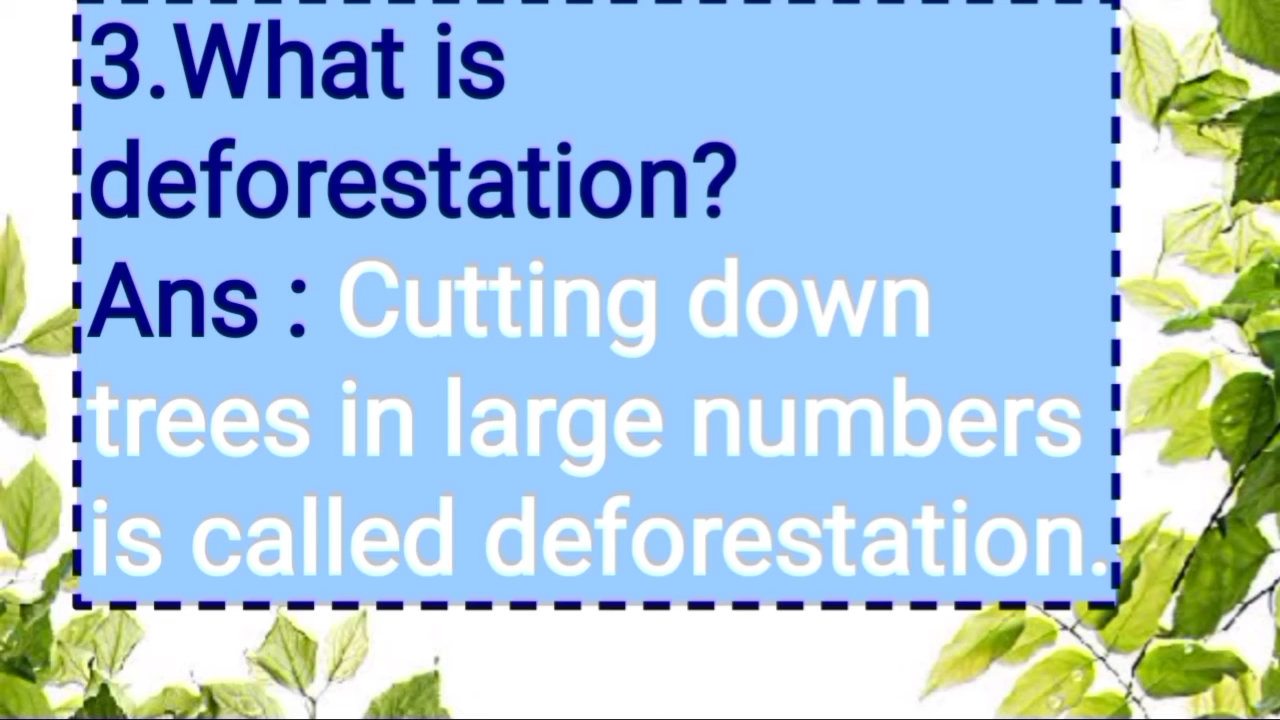 3.What is
deforestation?
Ans : Cutting down
trees in large numbers
is called deforestation.